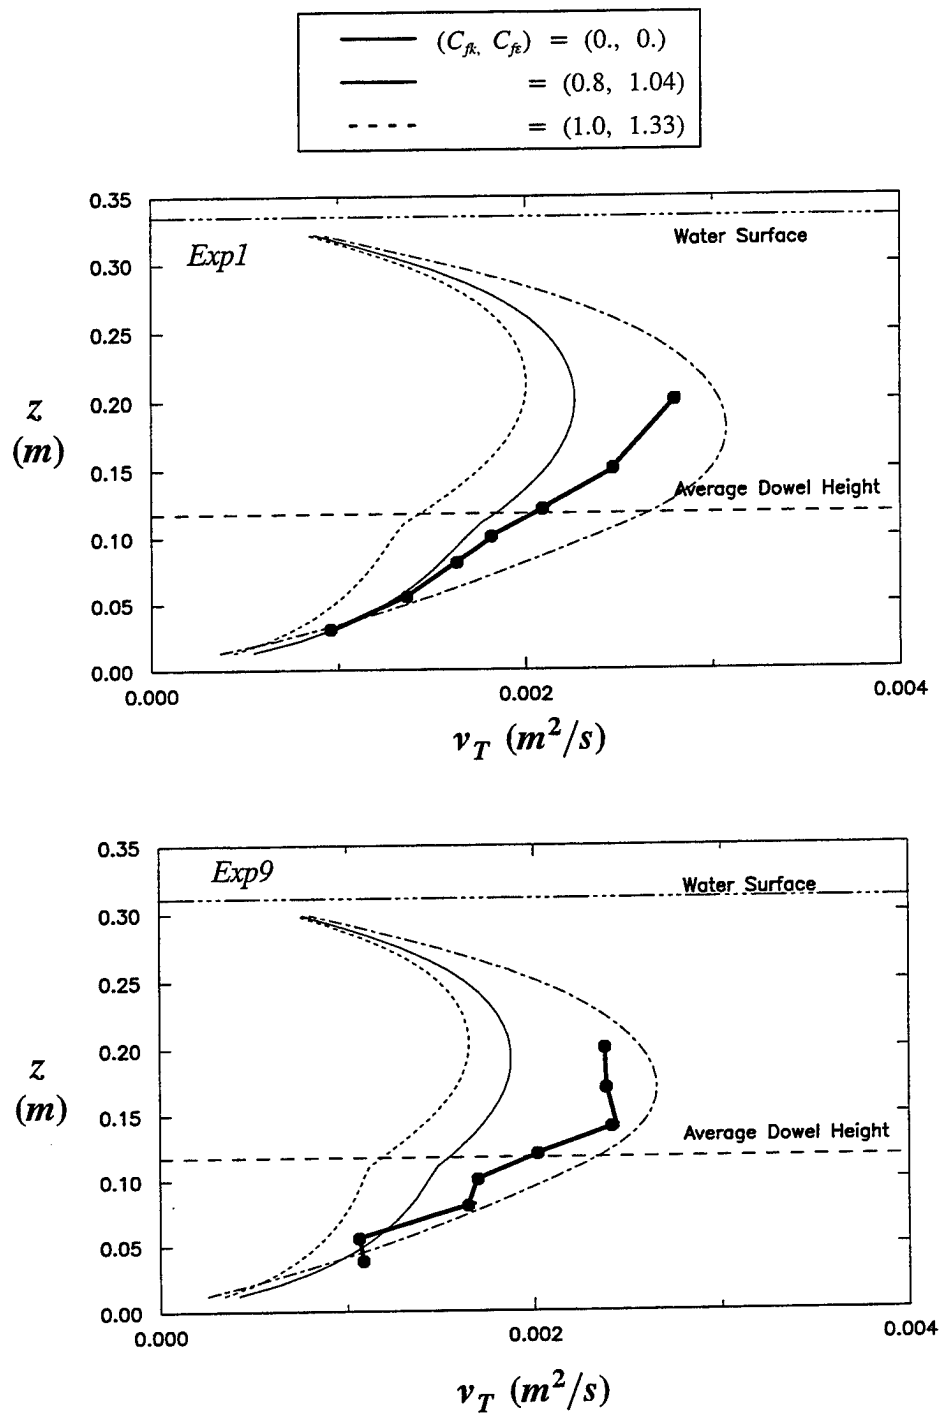 (C_fk, C_fε) = (0., 0.)
= (0.8, 1.04)
= (1.0, 1.33)
0.35
Water Surface
Exp1
0.30
0.25
0.20
z
(m)
0.15
Average Dowel Height
0.10
0.05
0.00
0.000 0.002 0.004
ν_T (m²/s)
0.35
Exp9
Water Surface
0.30
0.25
0.20
z
(m)
0.15
Average Dowel Height
0.10
0.05
0.00
0.000 0.002 0.004
ν_T (m²/s)